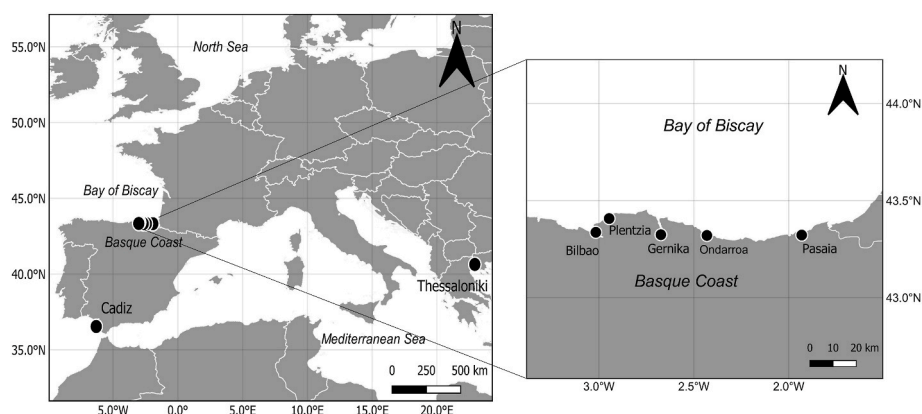 N
North Sea
55.0°N
50.0°N
45.0°N
40.0°N
35.0°N
Bay of Biscay
Basque Coast
Thessaloniki
Cadiz
Mediterranean Sea
0 250 500 km
5.0°W 0.0° 5.0°E 10.0°E 15.0°E 20.0°E
N
Bay of Biscay
44.0°N
43.5°N
43.0°N
Plentzia
Bilbao Gernika Ondarroa Pasaia
Basque Coast
0 10 20 km
3.0°W 2.5°W 2.0°W